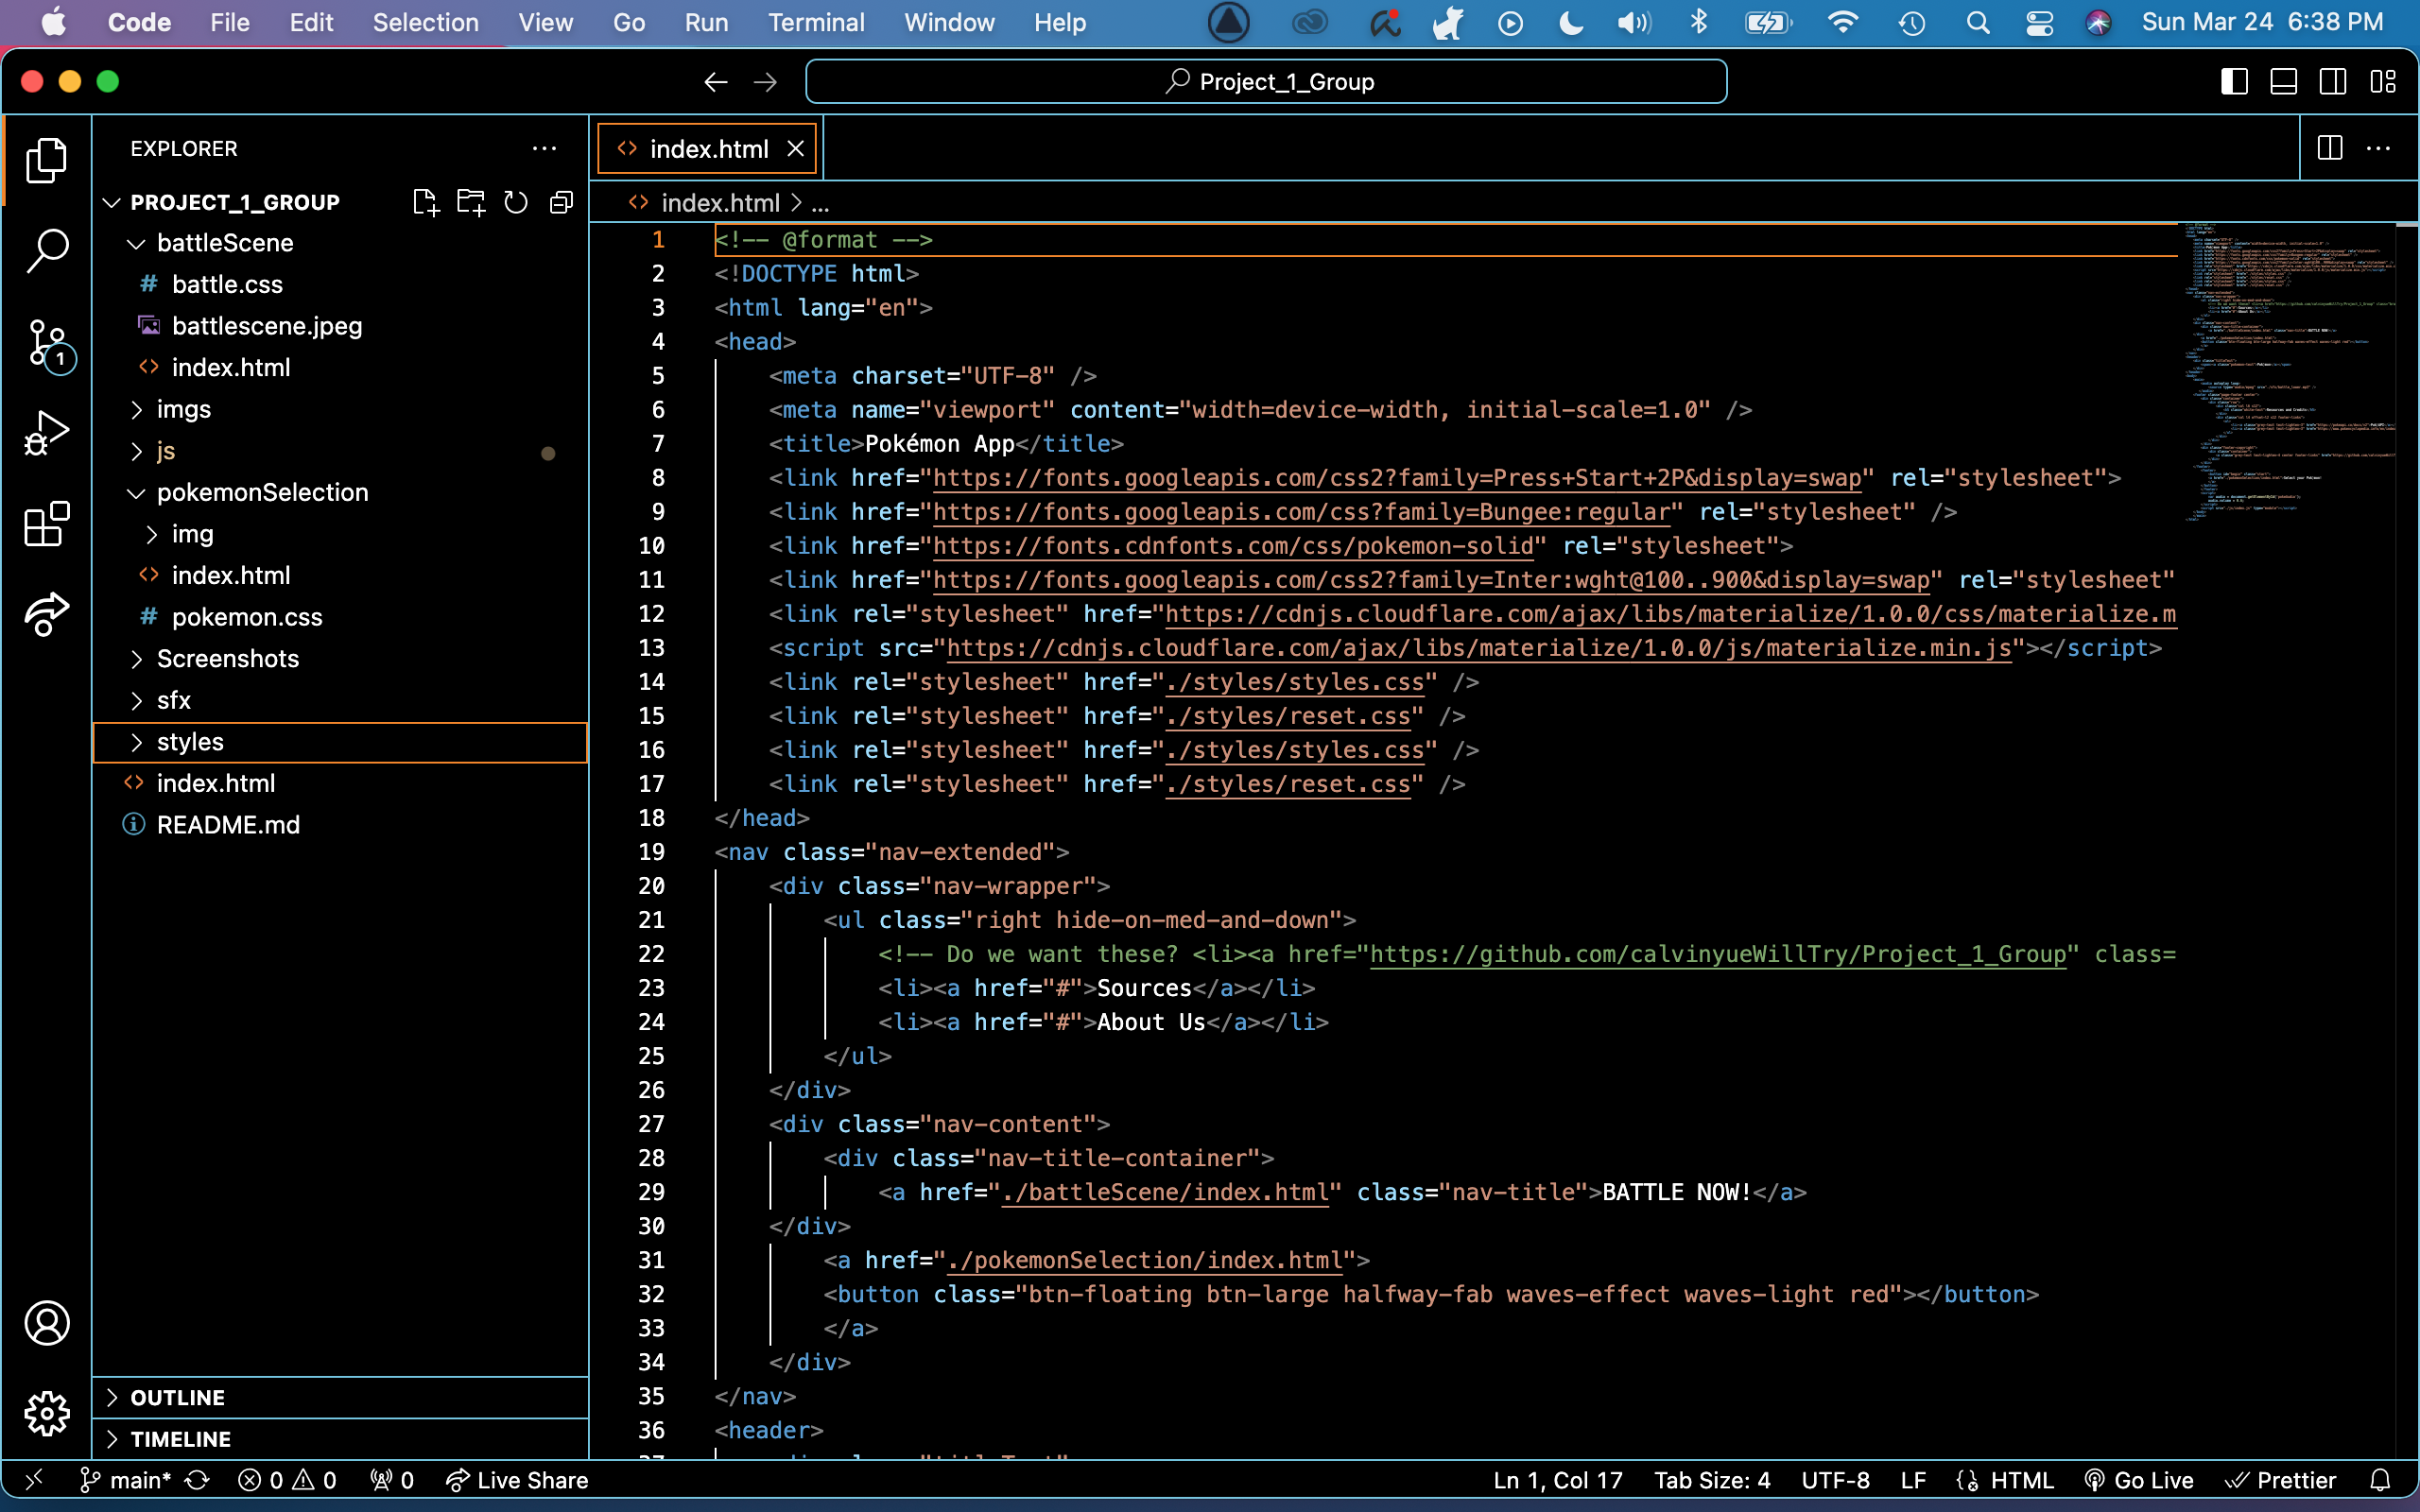 Code File Edit Selection View Go Run Terminal Window Help Sun Mar 24 6:38 PM
Project_1_Group
EXPLORER
PROJECT_1_GROUP
battleScene
# battle.css
battlescene.jpeg
<> index.html
imgs
js
pokemonSelection
img
<> index.html
# pokemon.css
Screenshots
sfx
styles
<> index.html
README.md
OUTLINE
TIMELINE
1
<> index.html
<> index.html > ...
1 <!-- @format -->
2 <!DOCTYPE html>
3 <html lang="en">
4 <head>
5 <meta charset="UTF-8" />
6 <meta name="viewport" content="width=device-width, initial-scale=1.0" />
7 <title>Pokémon App</title>
8 <link href="https://fonts.googleapis.com/css2?family=Press+Start+2P&display=swap" rel="stylesheet">
9 <link href="https://fonts.googleapis.com/css?family=Bungee:regular" rel="stylesheet" />
10 <link href="https://fonts.cdnfonts.com/css/pokemon-solid" rel="stylesheet">
11 <link href="https://fonts.googleapis.com/css2?family=Inter:wght@100..900&display=swap" rel="stylesheet"
12 <link rel="stylesheet" href="https://cdnjs.cloudflare.com/ajax/libs/materialize/1.0.0/css/materialize.m
13 <script src="https://cdnjs.cloudflare.com/ajax/libs/materialize/1.0.0/js/materialize.min.js"></script>
14 <link rel="stylesheet" href="./styles/styles.css" />
15 <link rel="stylesheet" href="./styles/reset.css" />
16 <link rel="stylesheet" href="./styles/styles.css" />
17 <link rel="stylesheet" href="./styles/reset.css" />
18 </head>
19 <nav class="nav-extended">
20 <div class="nav-wrapper">
21 <ul class="right hide-on-med-and-down">
22 <!-- Do we want these? <li><a href="https://github.com/calvinyueWillTry/Project_1_Group" class=
23 <li><a href="#">Sources</a></li>
24 <li><a href="#">About Us</a></li>
25 </ul>
26 </div>
27 <div class="nav-content">
28 <div class="nav-title-container">
29 <a href="./battleScene/index.html" class="nav-title">BATTLE NOW!</a>
30 </div>
31 <a href="./pokemonSelection/index.html">
32 <button class="btn-floating btn-large halfway-fab waves-effect waves-light red"></button>
33 </a>
34 </div>
35 </nav>
36 <header>
main* 0 0 0 Live Share Ln 1, Col 17 Tab Size: 4 UTF-8 LF HTML Go Live Prettier